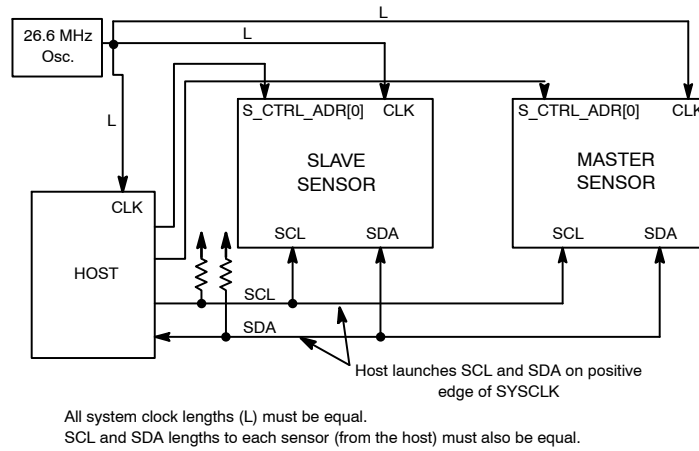 L
26.6 MHz
Osc.
L
L
S_CTRL_ADR[0] CLK
SLAVE
SENSOR
SCL SDA
S_CTRL_ADR[0] CLK
MASTER
SENSOR
SCL SDA
CLK
HOST
SCL
SDA
Host launches SCL and SDA on positive
edge of SYSCLK
All system clock lengths (L) must be equal.
SCL and SDA lengths to each sensor (from the host) must also be equal.